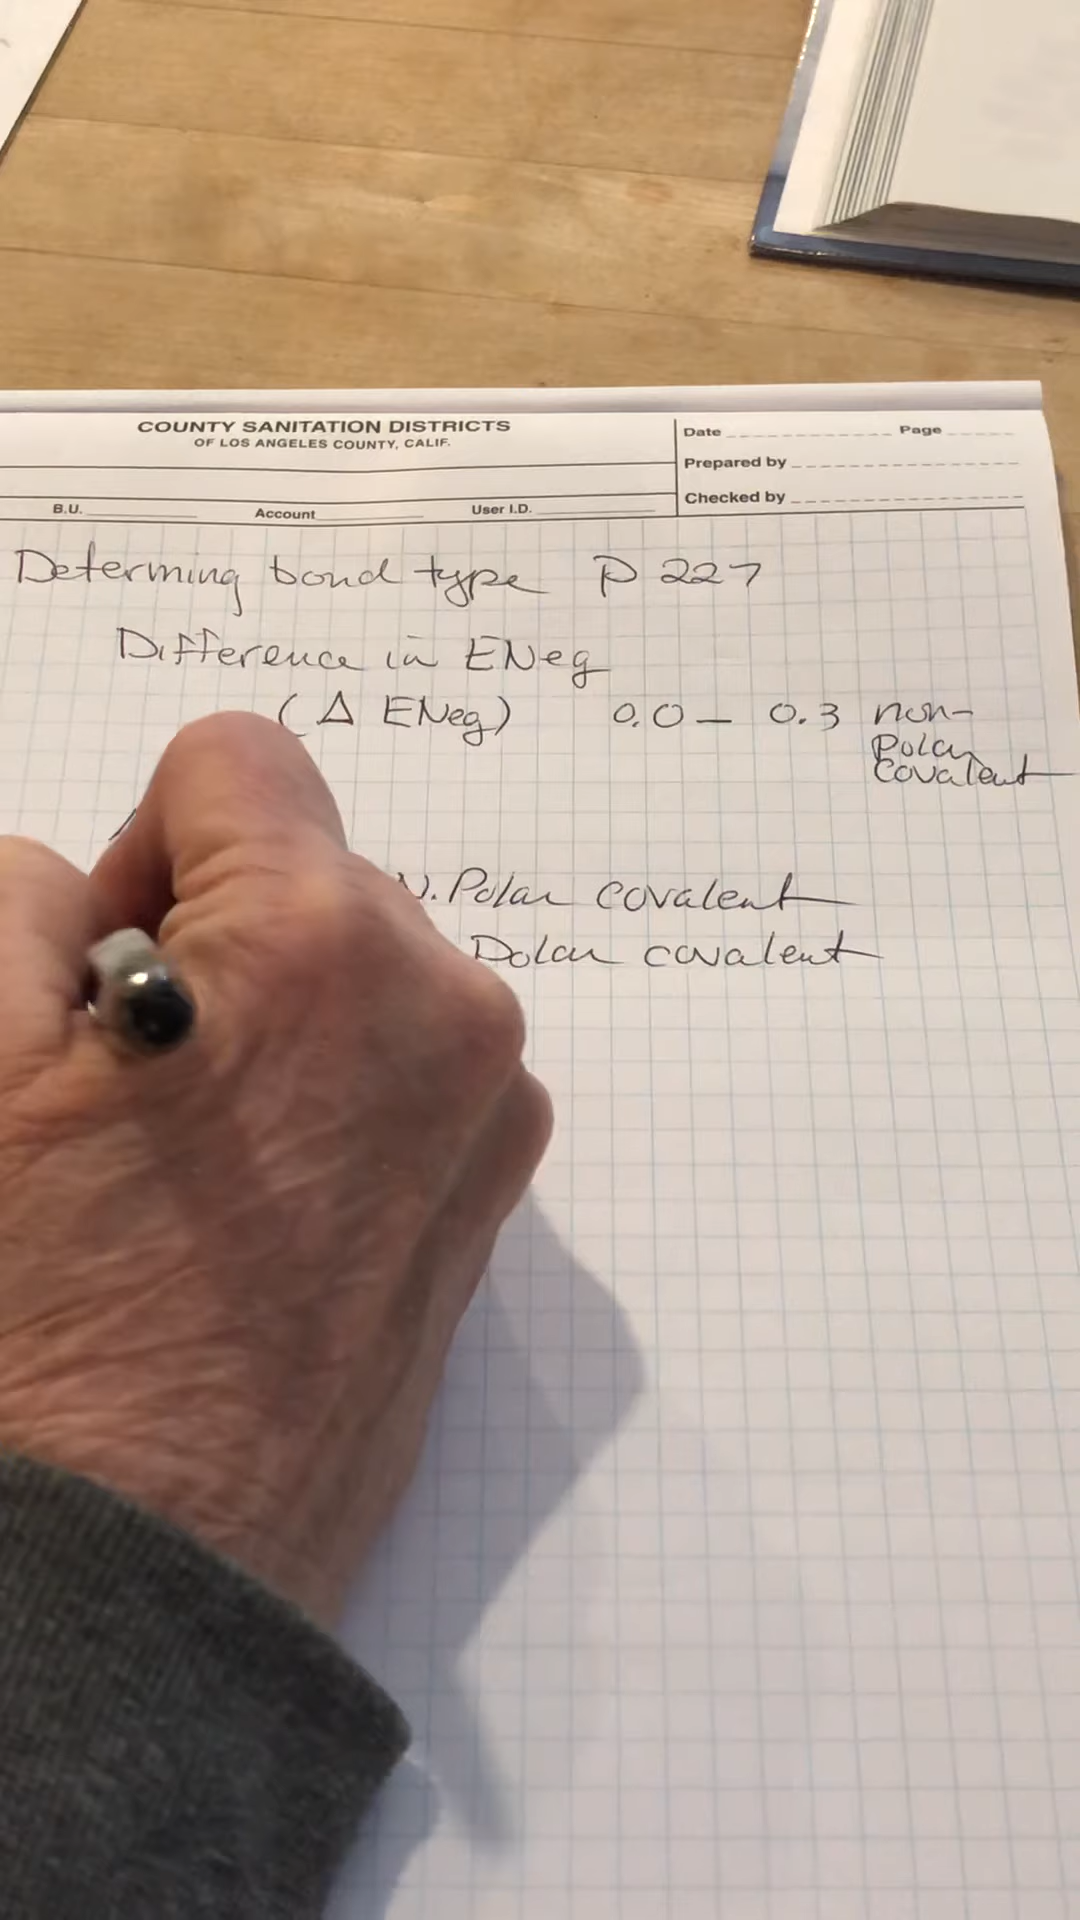 COUNTY SANITATION DISTRICTS
OF LOS ANGELES COUNTY, CALIF.
Date Page
Prepared by
Checked by
B.U. Account User I.D.
Determing bond type P 227
Difference in ENeg
(Δ ENeg) 0.0 – 0.3 non-
Polar
covalent
N. Polar covalent
Polar covalent